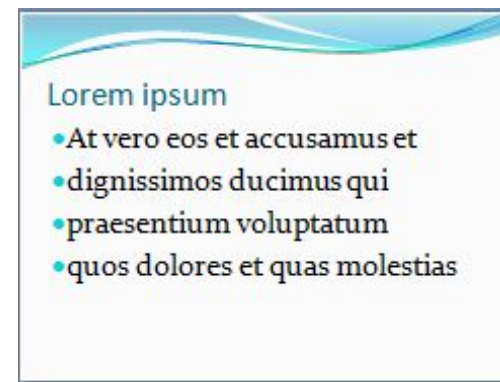 Lorem ipsum
•At vero eos et accusamus et
•dignissimos ducimus qui
•praesentium voluptatum
•quos dolores et quas molestias